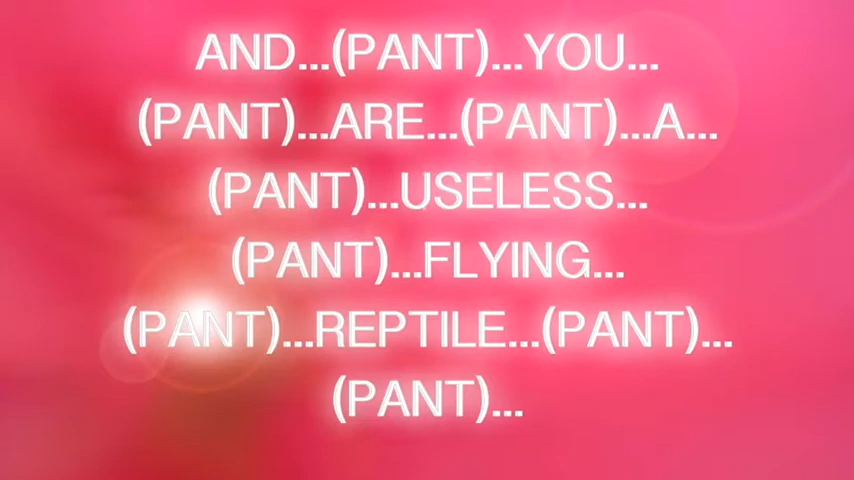 AND...(PANT)...YOU...
(PANT)...ARE...(PANT)...A...
(PANT)...USELESS...
(PANT)...FLYING...
(PANT)...REPTILE...(PANT)...
(PANT)...